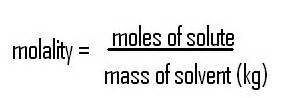 molality = moles of solute
mass of solvent (kg)